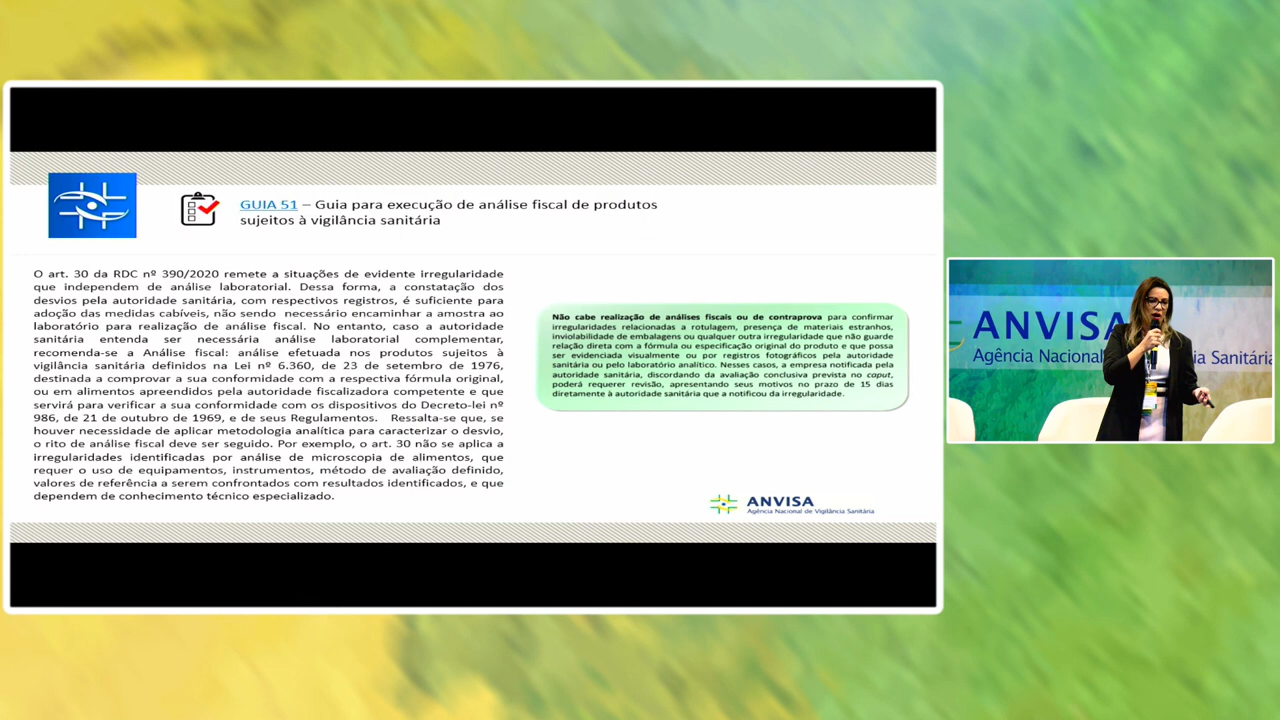 GUIA 51 – Guia para execução de análise fiscal de produtos
sujeitos à vigilância sanitária
O art. 30 da RDC nº 390/2020 remete a situações de evidente irregularidade
que independem de análise laboratorial. Dessa forma, a constatação dos
desvios pela autoridade sanitária, com respectivos registros, é suficiente para
adoção das medidas cabíveis, não sendo necessário encaminhar a amostra ao
laboratório para realização de análise fiscal. No entanto, caso a autoridade
sanitária entenda ser necessária análise laboratorial complementar,
recomenda-se a Análise fiscal: análise efetuada nos produtos sujeitos à
vigilância sanitária definidos na Lei nº 6.360, de 23 de setembro de 1976,
destinada a comprovar a sua conformidade com a respectiva fórmula original,
ou em alimentos apreendidos pela autoridade fiscalizadora competente e que
servirá para verificar a sua conformidade com os dispositivos do Decreto-lei nº
986, de 21 de outubro de 1969, e de seus Regulamentos. Ressalta-se que, se
houver necessidade de aplicar metodologia analítica para caracterizar o desvio,
o rito de análise fiscal deve ser seguido. Por exemplo, o art. 30 não se aplica a
irregularidades identificadas por análise de microscopia de alimentos, que
requer o uso de equipamentos, instrumentos, método de avaliação definido,
valores de referência a serem confrontados com resultados identificados, e que
dependem de conhecimento técnico especializado.
Não cabe realização de análises fiscais ou de contraprova para confirmar
irregularidades relacionadas a rotulagem, presença de materiais estranhos,
inviolabilidade de embalagens ou qualquer outra irregularidade que não guarde
relação direta com a fórmula ou especificação original do produto e que possa
ser evidenciada visualmente ou por registros fotográficos pela autoridade
sanitária ou pelo laboratório analítico. Nesses casos, a empresa notificada pela
autoridade sanitária, discordando da avaliação conclusiva prevista no caput,
poderá requerer revisão, apresentando seus motivos no prazo de 15 dias
diretamente à autoridade sanitária que a notificou da irregularidade.
ANVISA
Agência Nacional de Vigilância Sanitária
ANVISA
Agência Nacional Sanitária